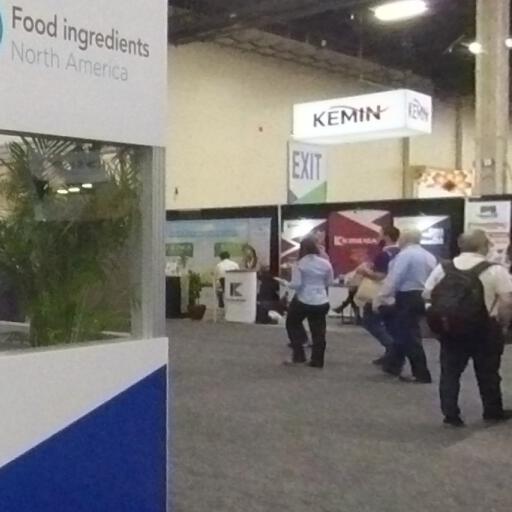 Food ingredients
North America
KEMIN
KEMIN
EXIT
K
K